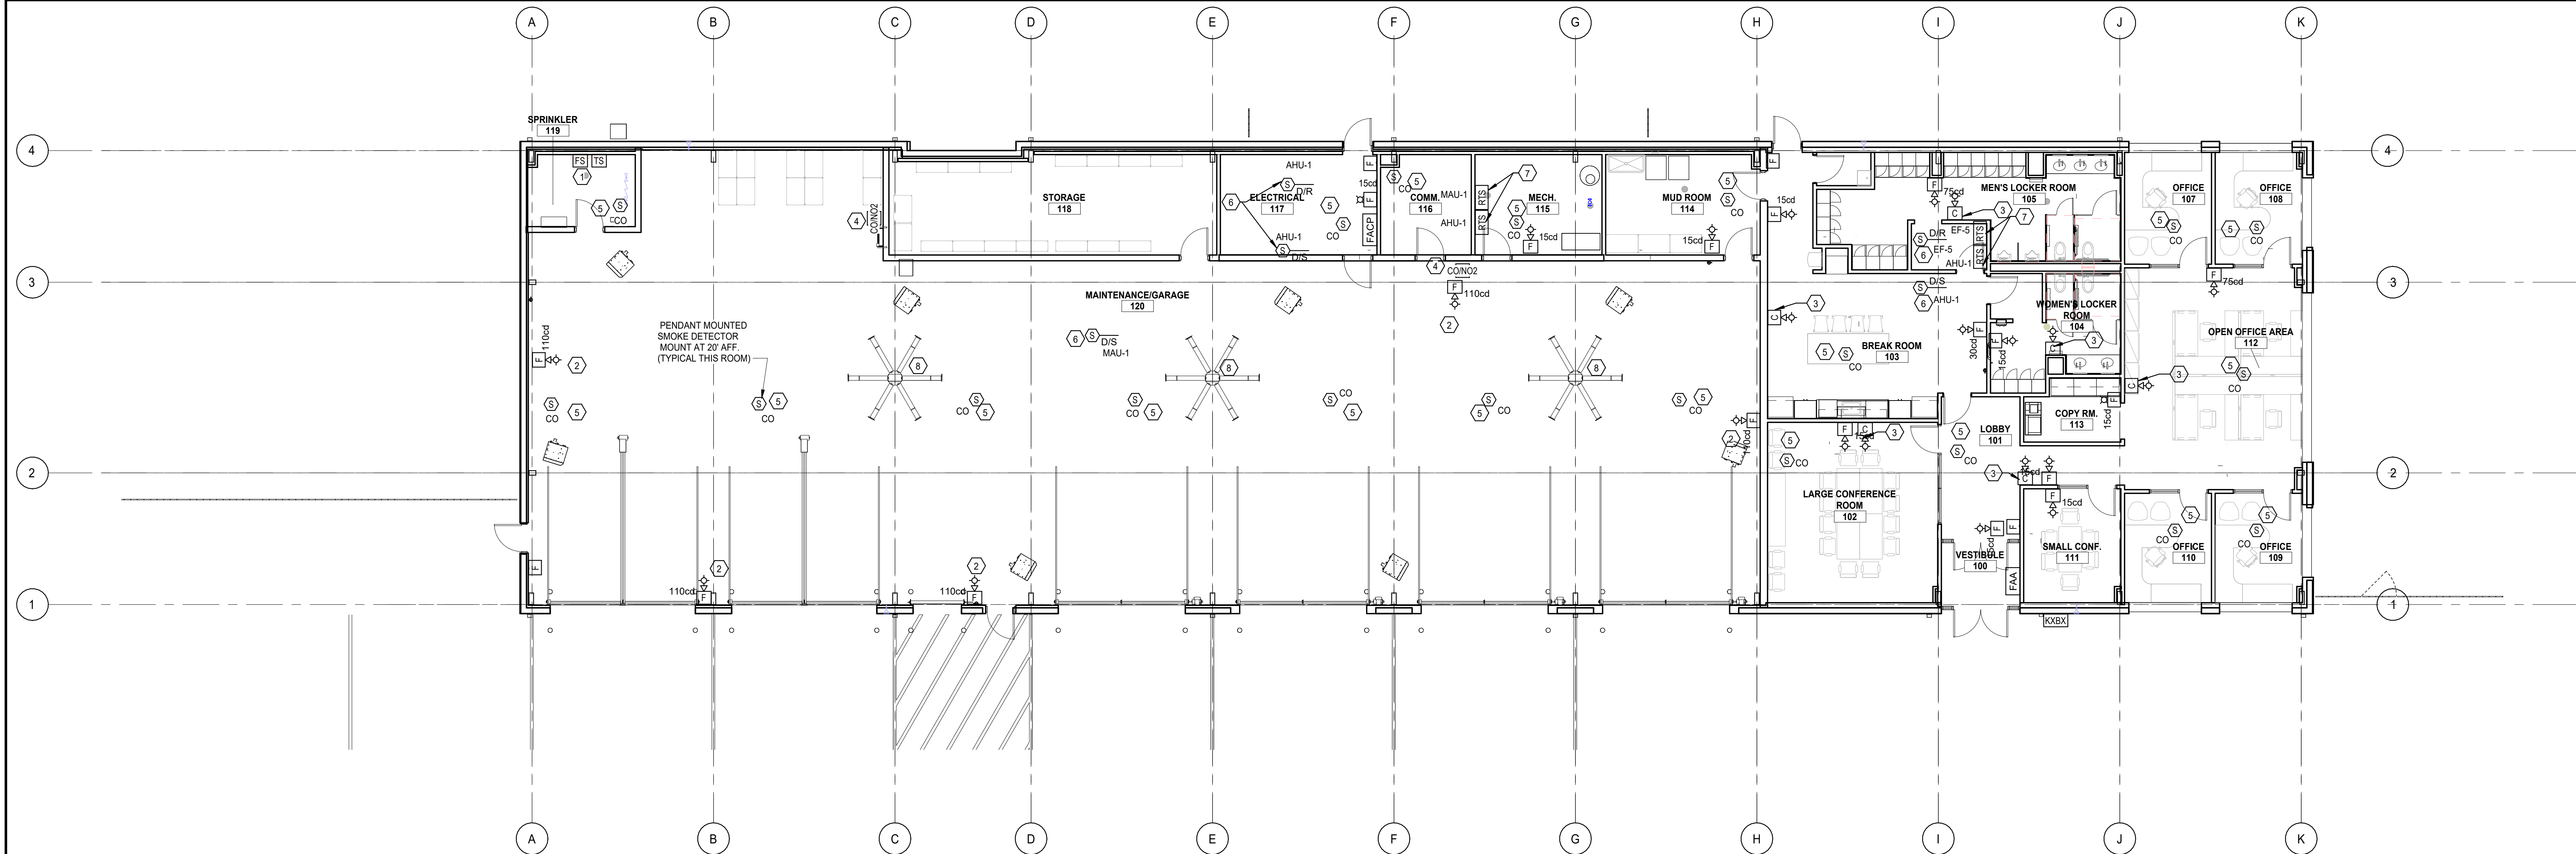 A B C D E F G H I J K
4 4
3 3
2 2
1 1
SPRINKLER
119
FS TS
1
5
S
CO
4
CO/NO2
STORAGE
118
AHU-1
S
D/R
6
ELECTRICAL
117
AHU-1
S
D/S
5
S
CO
F
15cd
F
FACP
S
CO
5
COMM.
116
MAU-1
AHU-1
RTS
RTS
7
MECH.
115
5
S
CO
15cd
F
MUD ROOM
114
5
S
CO
15cd
F
F
15cd
F
4
CO/NO2
F
110cd
2
MAINTENANCE/GARAGE
120
PENDANT MOUNTED
SMOKE DETECTOR
MOUNT AT 20' AFF.
(TYPICAL THIS ROOM)
6
S
D/S
MAU-1
110cd
F
2
8
8
8
S
CO
5
S
5
CO
S
CO
5
S
CO
5
S
CO
5
S
5
CO
S
5
CO
F
2
110cd
F
110cd
F
2
110cd
F
2
F
75cd
C
3
7
MEN'S LOCKER ROOM
105
S
D/R
EF-5
EF-5
6
RTS
AHU-1
RTS
S
D/S
6
AHU-1
3
C
5
S
CO
BREAK ROOM
103
F
30cd
F
15cd
WOMEN'S LOCKER
ROOM
104
3
C
OFFICE
107
5
S
CO
OFFICE
108
5
S
CO
F
75cd
OPEN OFFICE AREA
112
5
S
CO
3
C
F
15cd
COPY RM.
113
LOBBY
101
5
S
CO
F
C
3
5
S
CO
LARGE CONFERENCE
ROOM
102
3
C
F
15cd
F
15cd
SMALL CONF.
111
F
F
VESTIBULE
100
FAA
KXBX
5
S
CO
OFFICE
110
5
S
CO
OFFICE
109
A B C D E F G H I J K